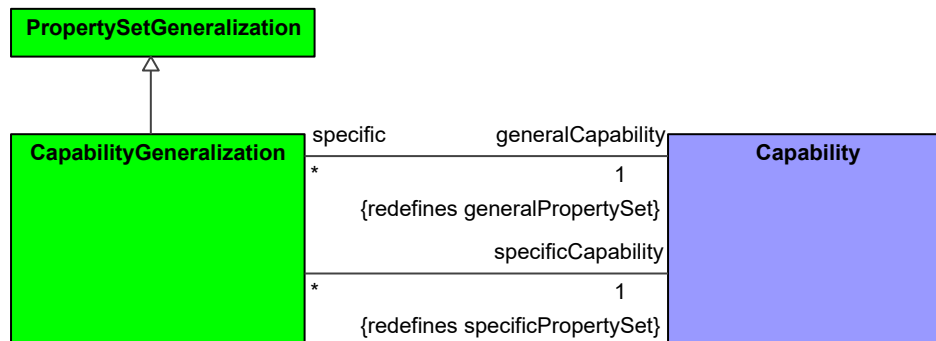 PropertySetGeneralization
CapabilityGeneralization
specific
generalCapability
Capability
*
1
{redefines generalPropertySet}
specificCapability
*
1
{redefines specificPropertySet}